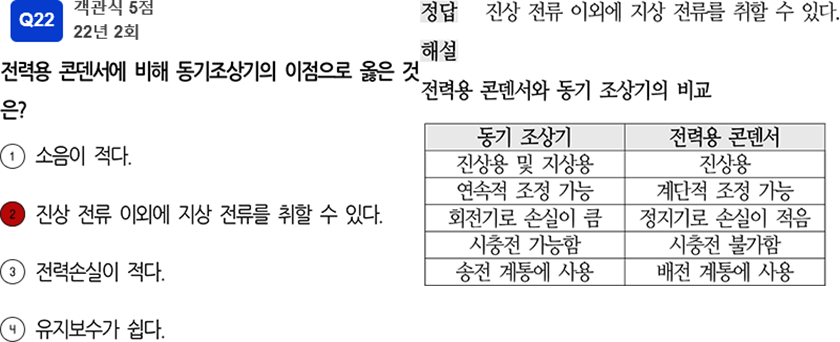 Q22
객관식 5점
22년 2회
전력용 콘덴서에 비해 동기조상기의 이점으로 옳은 것
은?
1 소음이 적다.
2 진상 전류 이외에 지상 전류를 취할 수 있다.
3 전력손실이 적다.
4 유지보수가 쉽다.
정답 진상 전류 이외에 지상 전류를 취할 수 있다.
해설
전력용 콘덴서와 동기 조상기의 비교
동기 조상기 전력용 콘덴서
진상용 및 지상용 진상용
연속적 조정 가능 계단적 조정 가능
회전기로 손실이 큼 정지기로 손실이 적음
시충전 가능함 시충전 불가함
송전 계통에 사용 배전 계통에 사용